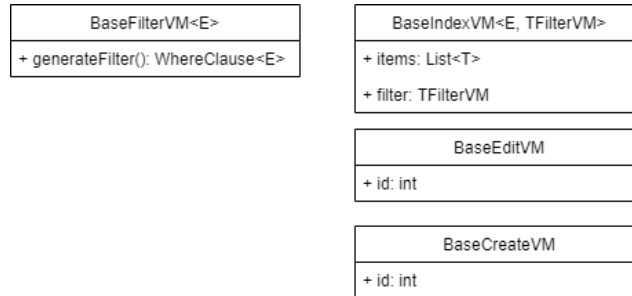 BaseFilterVM<E>
+ generateFilter(): WhereClause<E>
BaseIndexVM<E, TFilterVM>
+ items: List<T>
+ filter: TFilterVM
BaseEditVM
+ id: int
BaseCreateVM
+ id: int